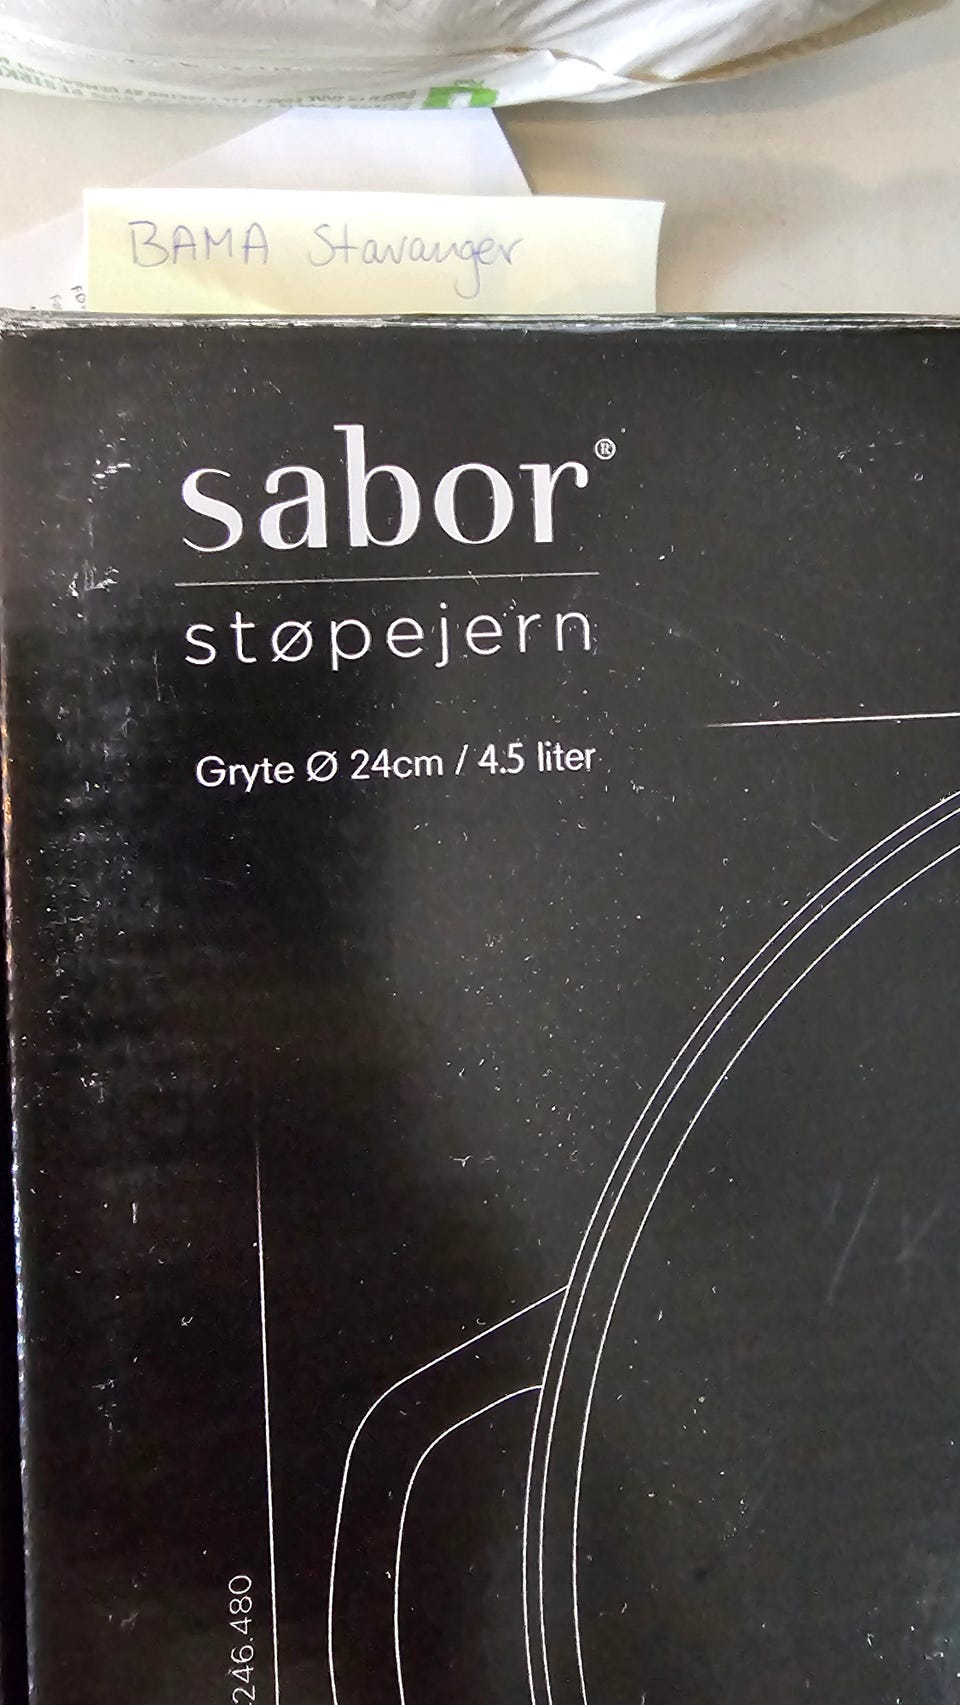 BAMA Stavanger
sabor®
støpejern
Gryte Ø 24cm / 4.5 liter
246.480